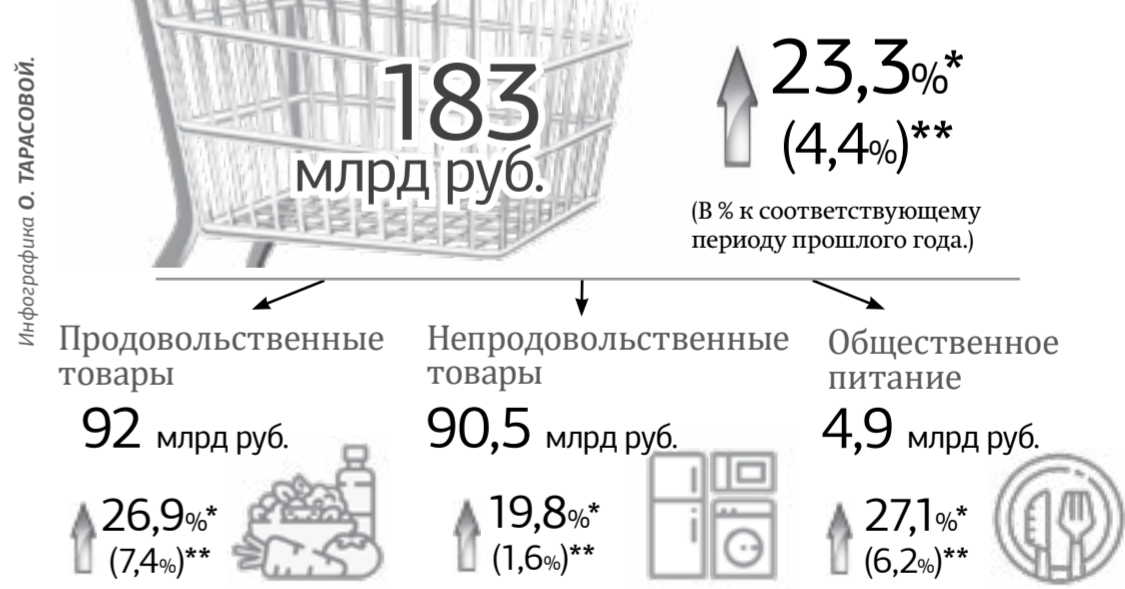 Инфографика О. ТАРАСОВОЙ.
183
млрд руб.
23,3%*
(4,4%)**
(В % к соответствующему
периоду прошлого года.)
Продовольственные
товары
92 млрд руб.
26,9%*
(7,4%)**
Непродовольственные
товары
90,5 млрд руб.
19,8%*
(1,6%)**
Общественное
питание
4,9 млрд руб.
27,1%*
(6,2%)**